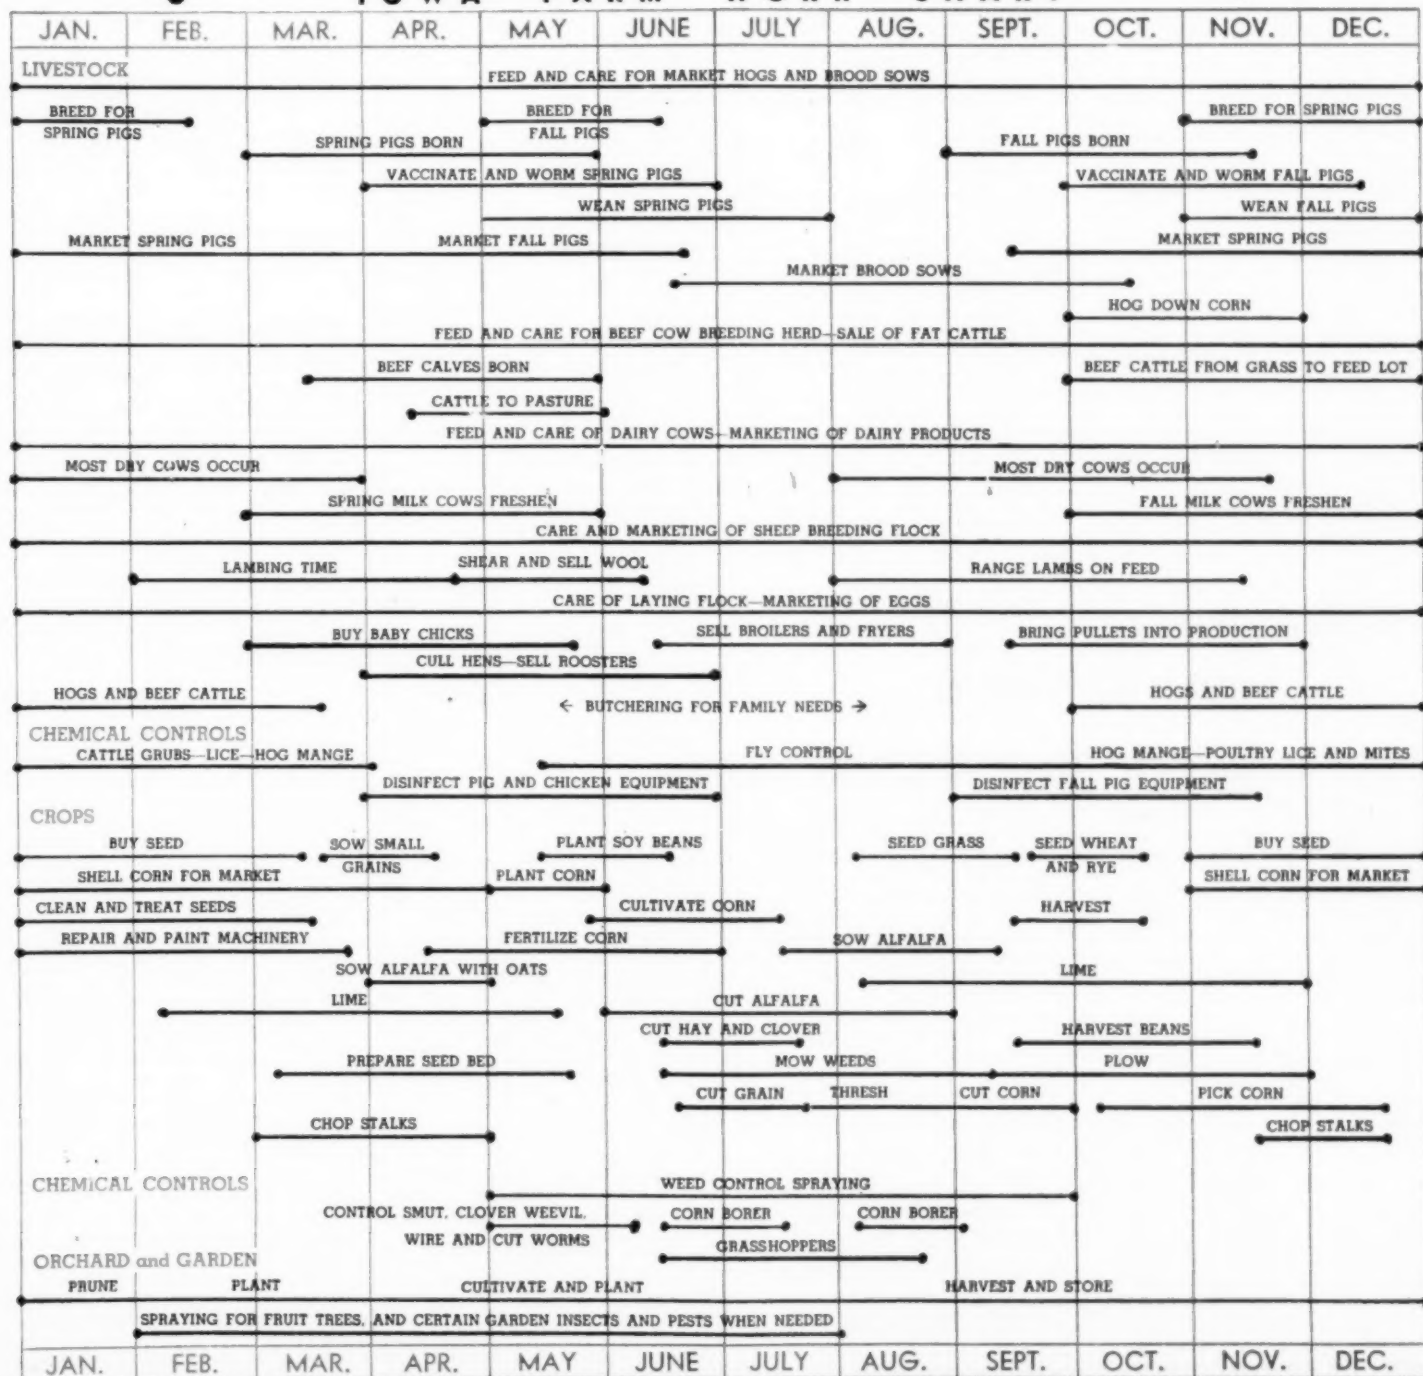 IOWA FARM WORK CHART
JAN. FEB. MAR. APR. MAY JUNE JULY AUG. SEPT. OCT. NOV. DEC.
LIVESTOCK
FEED AND CARE FOR MARKET HOGS AND BROOD SOWS
BREED FOR BREED FOR BREED FOR SPRING PIGS
SPRING PIGS FALL PIGS
SPRING PIGS BORN FALL PIGS BORN
VACCINATE AND WORM SPRING PIGS VACCINATE AND WORM FALL PIGS
WEAN SPRING PIGS WEAN FALL PIGS
MARKET SPRING PIGS MARKET FALL PIGS MARKET SPRING PIGS
MARKET BROOD SOWS
HOG DOWN CORN
FEED AND CARE FOR BEEF COW BREEDING HERD—SALE OF FAT CATTLE
BEEF CALVES BORN BEEF CATTLE FROM GRASS TO FEED LOT
CATTLE TO PASTURE
FEED AND CARE OF DAIRY COWS—MARKETING OF DAIRY PRODUCTS
MOST DRY COWS OCCUR MOST DRY COWS OCCUR
SPRING MILK COWS FRESHEN FALL MILK COWS FRESHEN
CARE AND MARKETING OF SHEEP BREEDING FLOCK
LAMBING TIME SHEAR AND SELL WOOL RANGE LAMBS ON FEED
CARE OF LAYING FLOCK—MARKETING OF EGGS
BUY BABY CHICKS SELL BROILERS AND FRYERS BRING PULLETS INTO PRODUCTION
CULL HENS—SELL ROOSTERS
HOGS AND BEEF CATTLE ← BUTCHERING FOR FAMILY NEEDS → HOGS AND BEEF CATTLE
CHEMICAL CONTROLS
CATTLE GRUBS—LICE—HOG MANGE FLY CONTROL HOG MANGE—POULTRY LICE AND MITES
DISINFECT PIG AND CHICKEN EQUIPMENT DISINFECT FALL PIG EQUIPMENT
CROPS
BUY SEED SOW SMALL PLANT SOY BEANS SEED GRASS SEED WHEAT BUY SEED
GRAINS AND RYE
SHELL CORN FOR MARKET PLANT CORN SHELL CORN FOR MARKET
CLEAN AND TREAT SEEDS CULTIVATE CORN HARVEST
REPAIR AND PAINT MACHINERY FERTILIZE CORN SOW ALFALFA
SOW ALFALFA WITH OATS LIME
LIME CUT ALFALFA
CUT HAY AND CLOVER HARVEST BEANS
PREPARE SEED BED MOW WEEDS PLOW
CUT GRAIN THRESH CUT CORN PICK CORN
CHOP STALKS CHOP STALKS
CHEMICAL CONTROLS
WEED CONTROL SPRAYING
CONTROL SMUT, CLOVER WEEVIL, CORN BORER CORN BORER
WIRE AND CUT WORMS
GRASSHOPPERS
ORCHARD and GARDEN
PRUNE PLANT CULTIVATE AND PLANT HARVEST AND STORE
SPRAYING FOR FRUIT TREES, AND CERTAIN GARDEN INSECTS AND PESTS WHEN NEEDED
JAN. FEB. MAR. APR. MAY JUNE JULY AUG. SEPT. OCT. NOV. DEC.